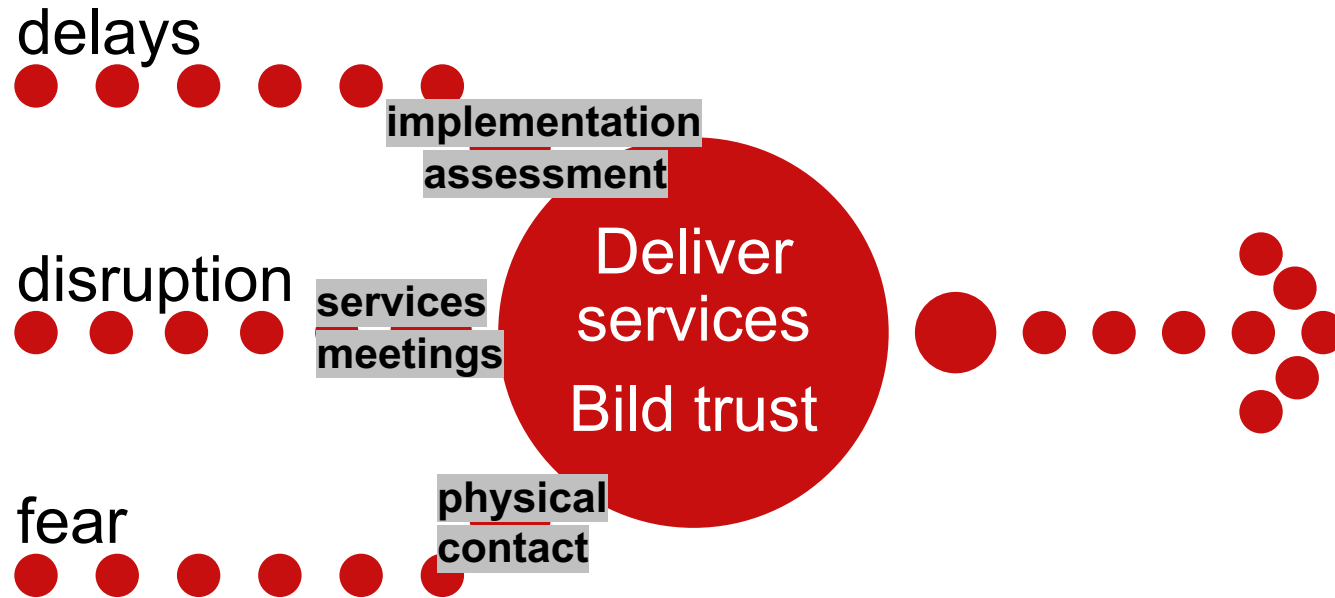 delays
implementation
assessment
disruption
services
meetings
Deliver
services
Bild trust
fear
physical
contact